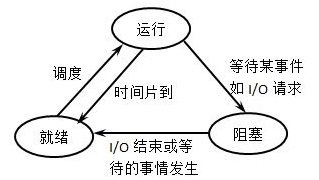 运行
调度
等待某事件
如 I/O 请求
时间片到
就绪
阻塞
I/O 结束或等
待的事情发生